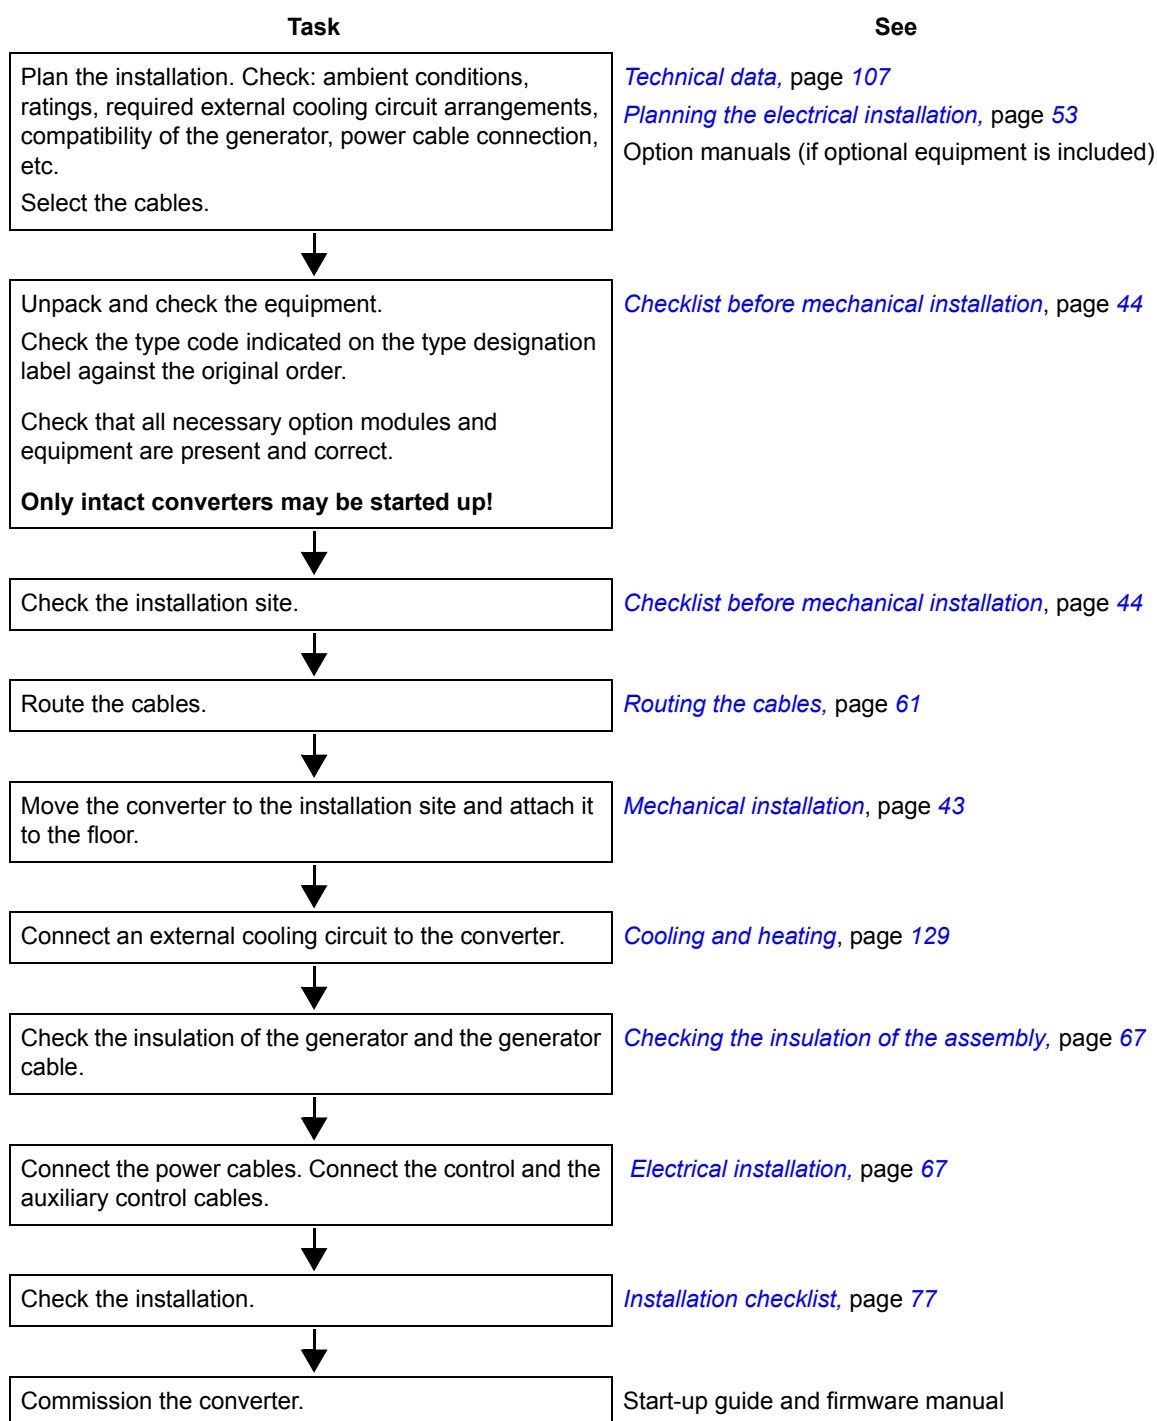 Task See
Plan the installation. Check: ambient conditions,
ratings, required external cooling circuit arrangements,
compatibility of the generator, power cable connection,
etc.
Select the cables.
Technical data, page 107
Planning the electrical installation, page 53
Option manuals (if optional equipment is included)
Unpack and check the equipment.
Check the type code indicated on the type designation
label against the original order.
Check that all necessary option modules and
equipment are present and correct.
Only intact converters may be started up!
Checklist before mechanical installation, page 44
Check the installation site.
Checklist before mechanical installation, page 44
Route the cables.
Routing the cables, page 61
Move the converter to the installation site and attach it
to the floor.
Mechanical installation, page 43
Connect an external cooling circuit to the converter.
Cooling and heating, page 129
Check the insulation of the generator and the generator
cable.
Checking the insulation of the assembly, page 67
Connect the power cables. Connect the control and the
auxiliary control cables.
Electrical installation, page 67
Check the installation.
Installation checklist, page 77
Commission the converter.
Start-up guide and firmware manual